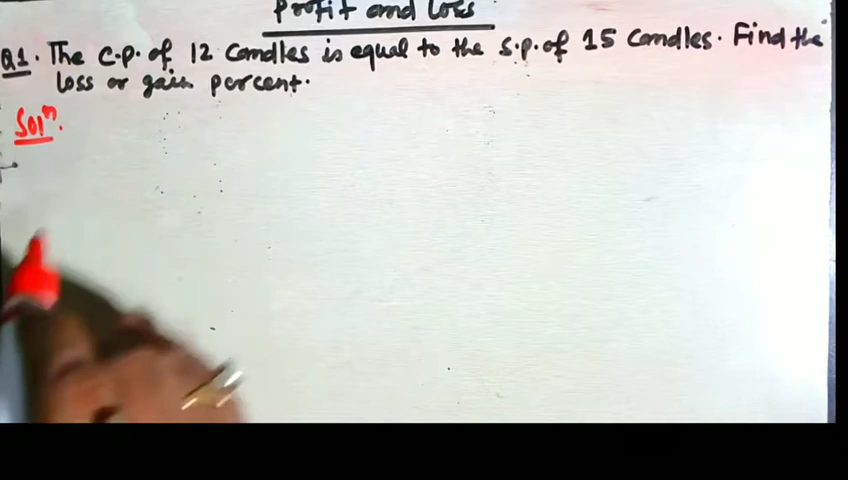 Profit and Loss
Q1. The C.P. of 12 Candles is equal to the S.P. of 15 Candles. Find the
loss or gain percent.
Solⁿ.